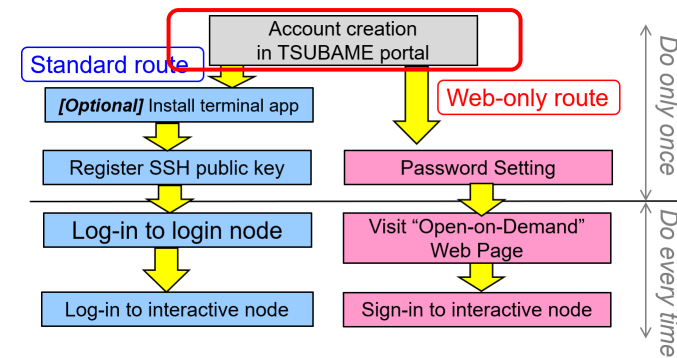 Account creation
in TSUBAME portal
Standard route
Web-only route
[Optional] Install terminal app
Register SSH public key
Password Setting
Log-in to login node
Visit “Open-on-Demand”
Web Page
Log-in to interactive node
Sign-in to interactive node
Do only once
Do every time